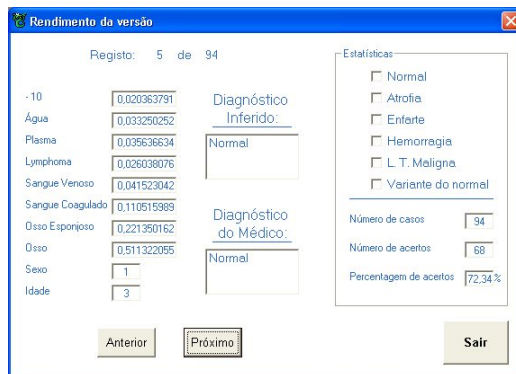 Rendimento da versão
Registo: 5 de 94
-10 0,020363791
Água 0,033250252
Plasma 0,035636634
Lymphoma 0,026038076
Sangue Venoso 0,041523042
Sangue Coagulado 0,110515989
Osso Esponjoso 0,221350162
Osso 0,511322055
Sexo 1
Idade 3
Diagnóstico
Inferido:
Normal
Diagnóstico
do Médico:
Normal
Estatísticas
Normal
Atrofia
Enfarte
Hemorragia
L. T. Maligna
Variante do normal
Número de casos 94
Número de acertos 68
Percentagem de acertos 72,34 %
Anterior
Próximo
Sair